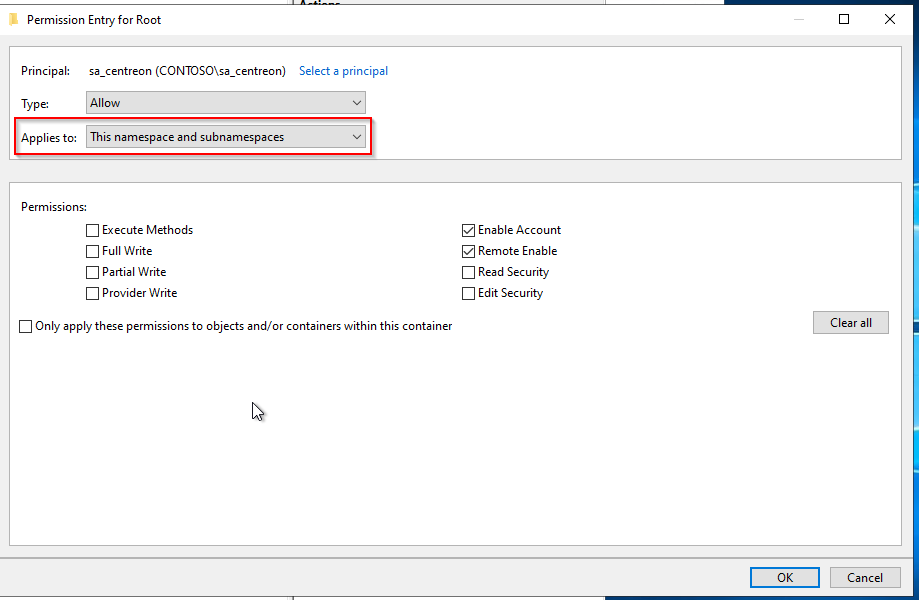 Actions
Permission Entry for Root
Principal: sa_centreon (CONTOSO\sa_centreon) Select a principal
Type: Allow
Applies to: This namespace and subnamespaces
Permissions:
Execute Methods Enable Account
Full Write Remote Enable
Partial Write Read Security
Provider Write Edit Security
Only apply these permissions to objects and/or containers within this container Clear all
OK Cancel